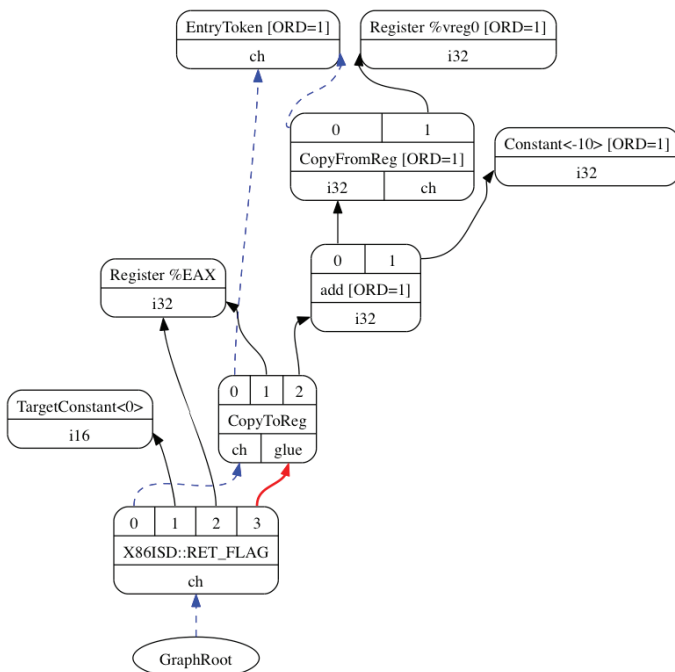 EntryToken [ORD=1]
ch
Register %vreg0 [ORD=1]
i32
0 1
CopyFromReg [ORD=1]
i32 ch
Constant<-10> [ORD=1]
i32
0 1
add [ORD=1]
i32
Register %EAX
i32
0 1 2
CopyToReg
ch glue
TargetConstant<0>
i16
0 1 2 3
X86ISD::RET_FLAG
ch
GraphRoot